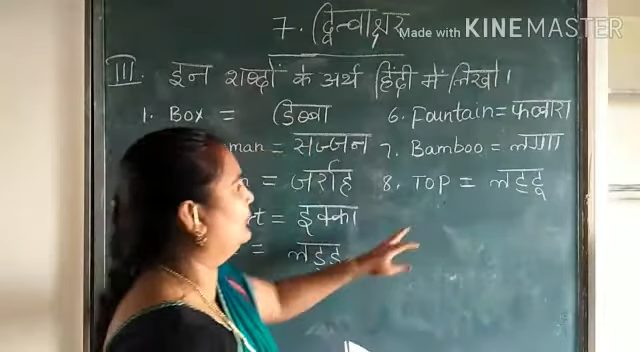 7. द्वित्वाक्षर
Made with KINEMASTER
III. इन शब्दों के अर्थ हिंदी में लिखो।
1. Box = डिब्बा
man = सज्जन
= जर्राह
= इक्का
= लड्डू
6. Fountain = फव्वारा
7. Bamboo = लग्गा
8. TOP = लट्टू